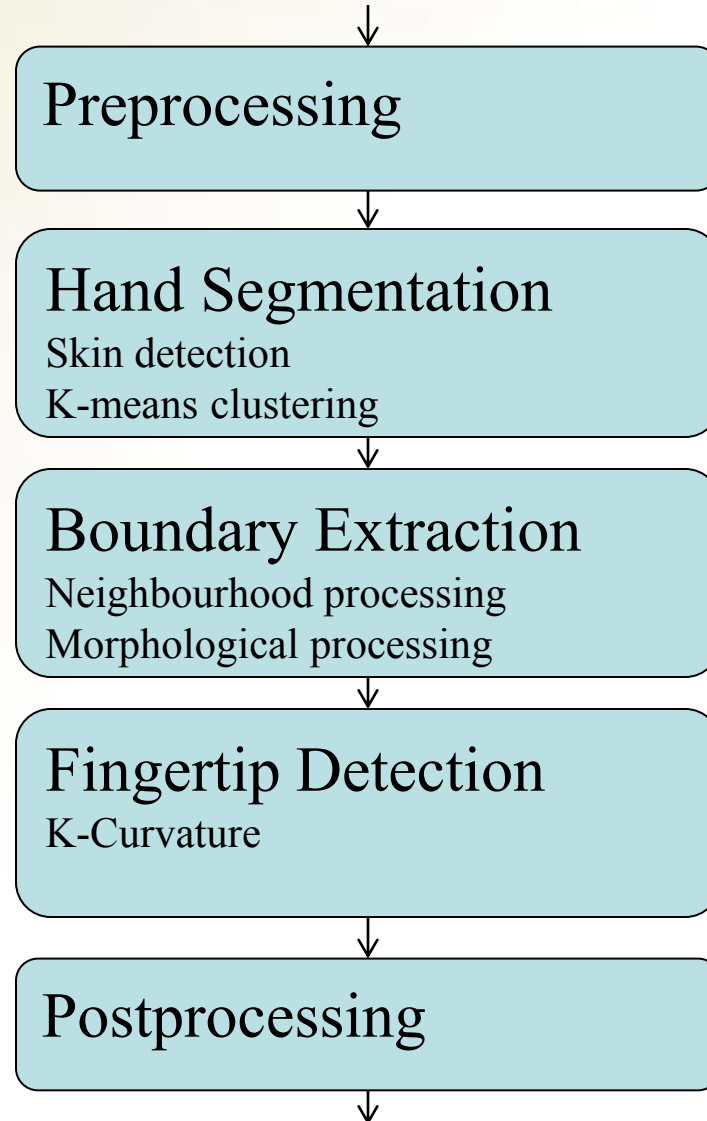 Preprocessing
Hand Segmentation
Skin detection
K-means clustering
Boundary Extraction
Neighbourhood processing
Morphological processing
Fingertip Detection
K-Curvature
Postprocessing